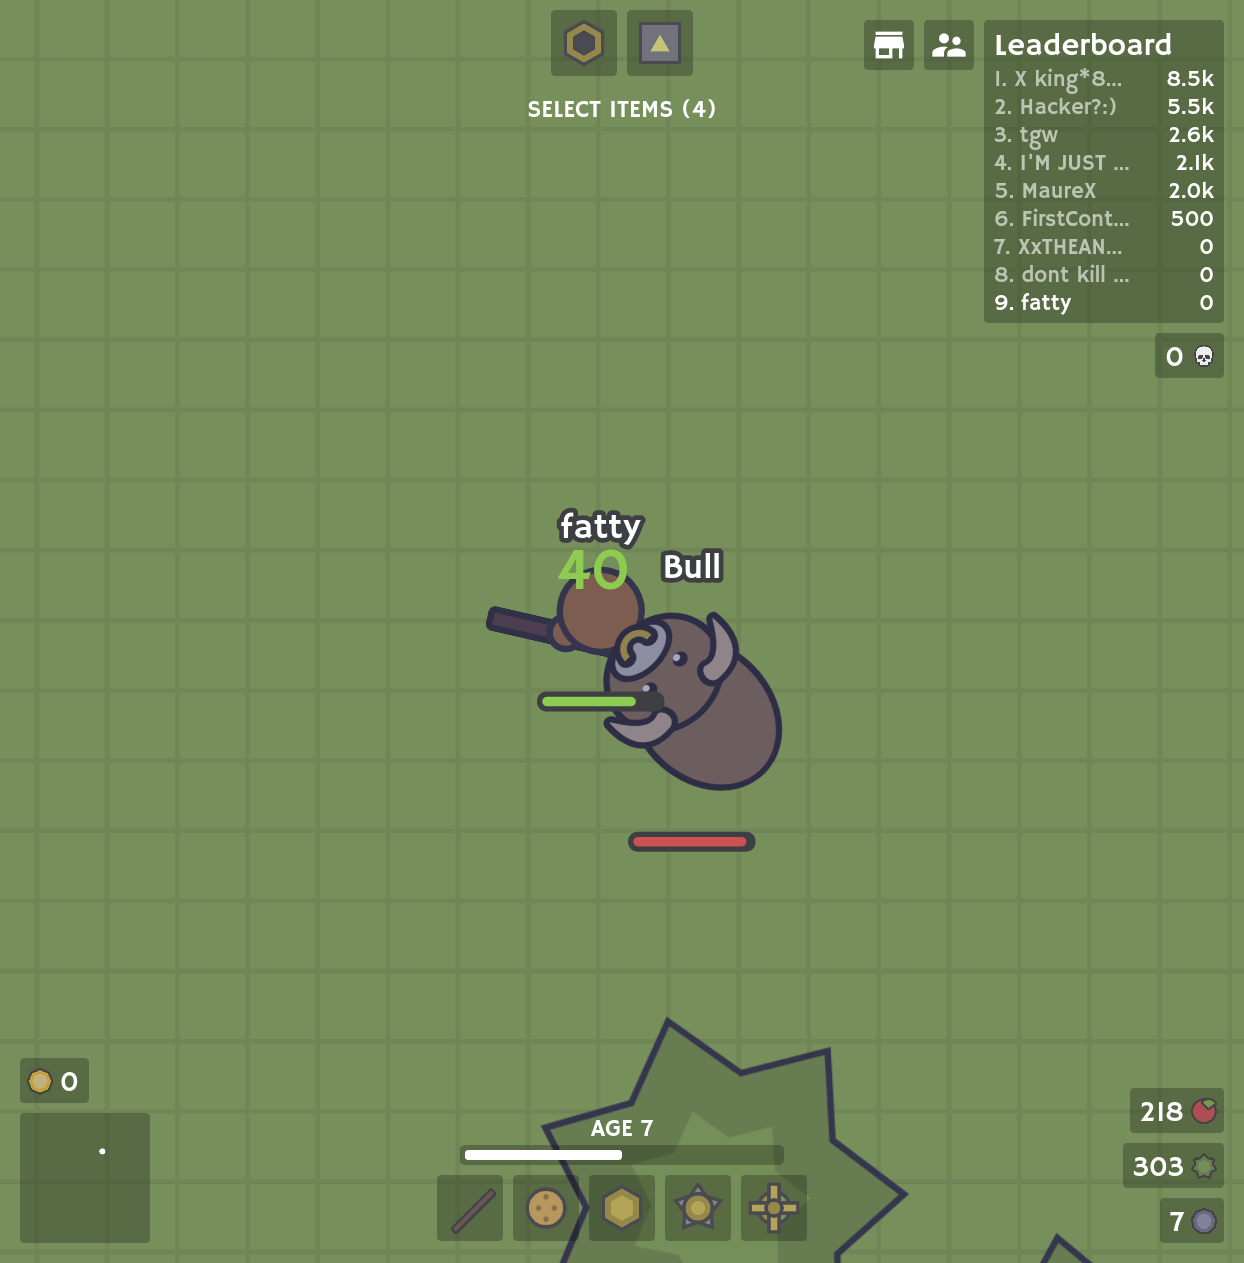 SELECT ITEMS (4)
Leaderboard
1. X king*8... 8.5k
2. Hacker?:) 5.5k
3. tgw 2.6k
4. I'M JUST ... 2.1k
5. MaureX 2.0k
6. FirstCont... 500
7. XxTHEAN... 0
8. dont kill ... 0
9. fatty 0
0
fatty
40
Bull
0
AGE 7
218
303
7